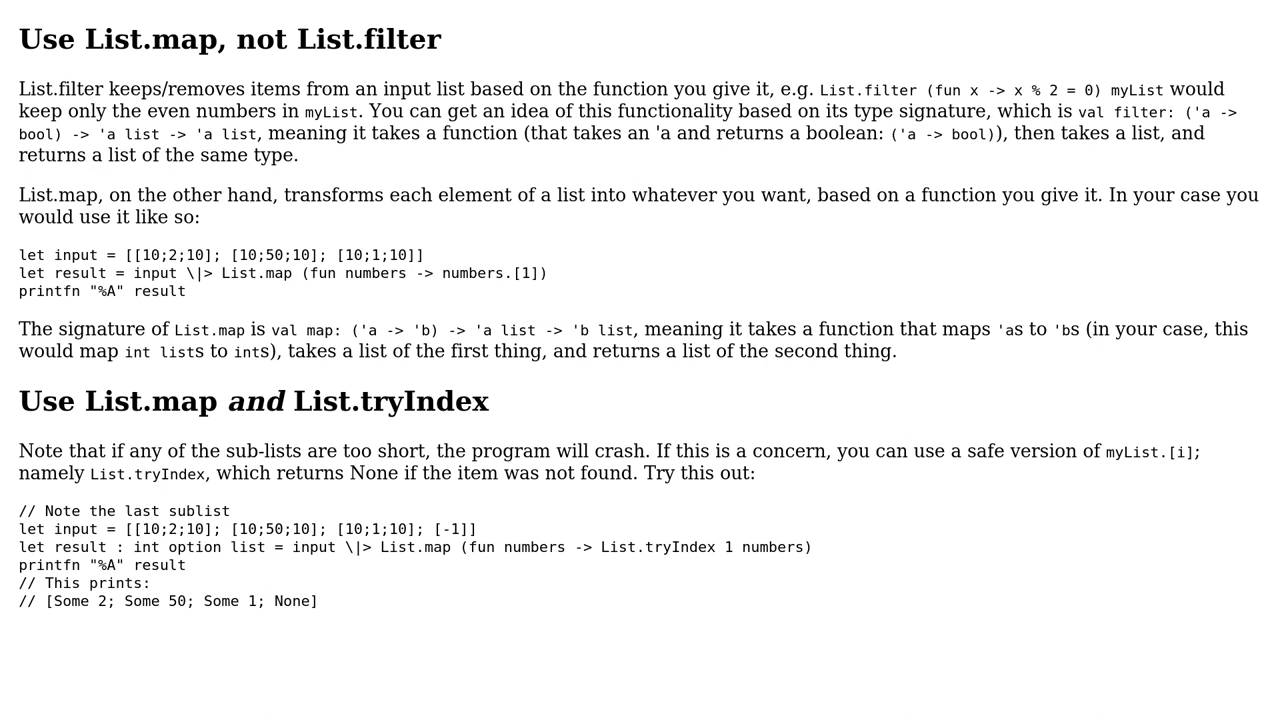 Use List.map, not List.filter
List.filter keeps/removes items from an input list based on the function you give it, e.g. List.filter (fun x -> x % 2 = 0) myList would
keep only the even numbers in myList. You can get an idea of this functionality based on its type signature, which is val filter: ('a ->
bool) -> 'a list -> 'a list, meaning it takes a function (that takes an 'a and returns a boolean: ('a -> bool)), then takes a list, and
returns a list of the same type.
List.map, on the other hand, transforms each element of a list into whatever you want, based on a function you give it. In your case you
would use it like so:
let input = [[10;2;10]; [10;50;10]; [10;1;10]]
let result = input \|> List.map (fun numbers -> numbers.[1])
printfn "%A" result
The signature of List.map is val map: ('a -> 'b) -> 'a list -> 'b list, meaning it takes a function that maps 'as to 'bs (in your case, this
would map int lists to ints), takes a list of the first thing, and returns a list of the second thing.
Use List.map and List.tryIndex
Note that if any of the sub-lists are too short, the program will crash. If this is a concern, you can use a safe version of myList.[i];
namely List.tryIndex, which returns None if the item was not found. Try this out:
// Note the last sublist
let input = [[10;2;10]; [10;50;10]; [10;1;10]; [-1]]
let result : int option list = input \|> List.map (fun numbers -> List.tryIndex 1 numbers)
printfn "%A" result
// This prints:
// [Some 2; Some 50; Some 1; None]